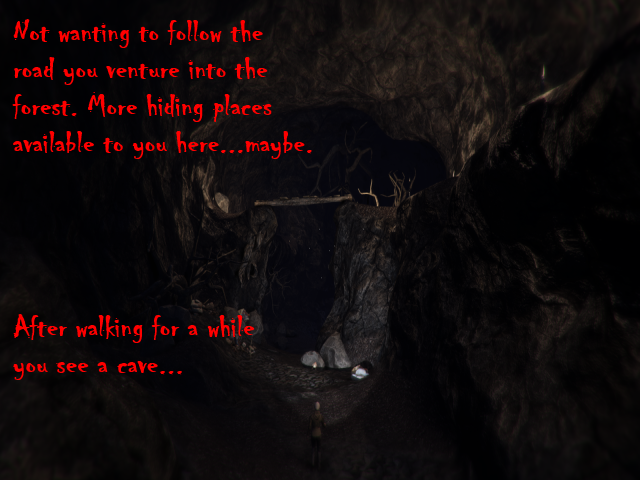 Not wanting to follow the
road you venture into the
forest. More hiding places
available to you here...maybe.
After walking for a while
you see a cave...